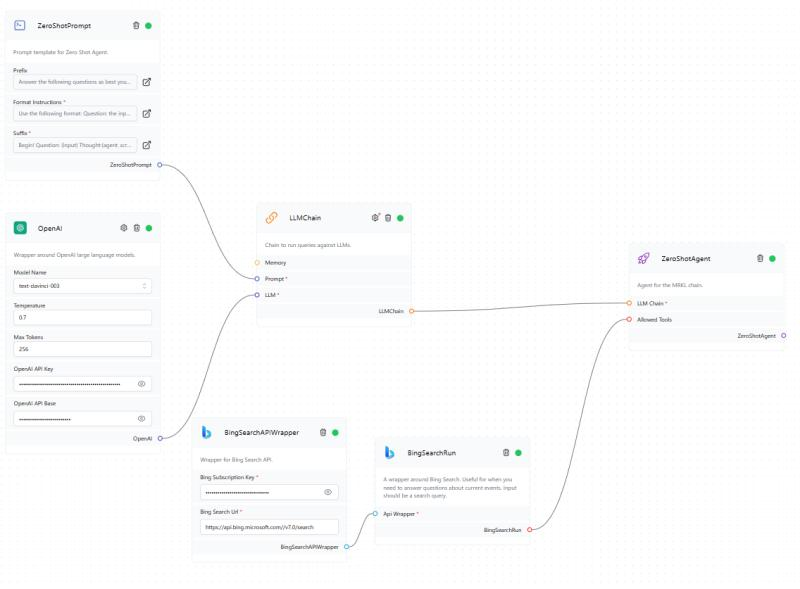 ZeroShotPrompt
Prompt template for Zero Shot Agent.
Prefix
Answer the following questions as best you...
Format Instructions *
Use the following format: Question: the inp...
Suffix *
Begin! Question: {input} Thought:{agent_scr...
ZeroShotPrompt
OpenAI
Wrapper around OpenAI large language models.
Model Name
text-davinci-003
Temperature
0.7
Max Tokens
256
OpenAI API Key
OpenAI API Base
OpenAI
LLMChain
Chain to run queries against LLMs.
Memory
Prompt *
LLM *
LLMChain
BingSearchAPIWrapper
Wrapper for Bing Search API.
Bing Subscription Key *
Bing Search Url *
https://api.bing.microsoft.com//v7.0/search
BingSearchAPIWrapper
BingSearchRun
A wrapper around Bing Search. Useful for when you
need to answer questions about current events. Input
should be a search query.
Api Wrapper *
BingSearchRun
ZeroShotAgent
Agent for the MRKL chain.
LLM Chain *
Allowed Tools
ZeroShotAgent